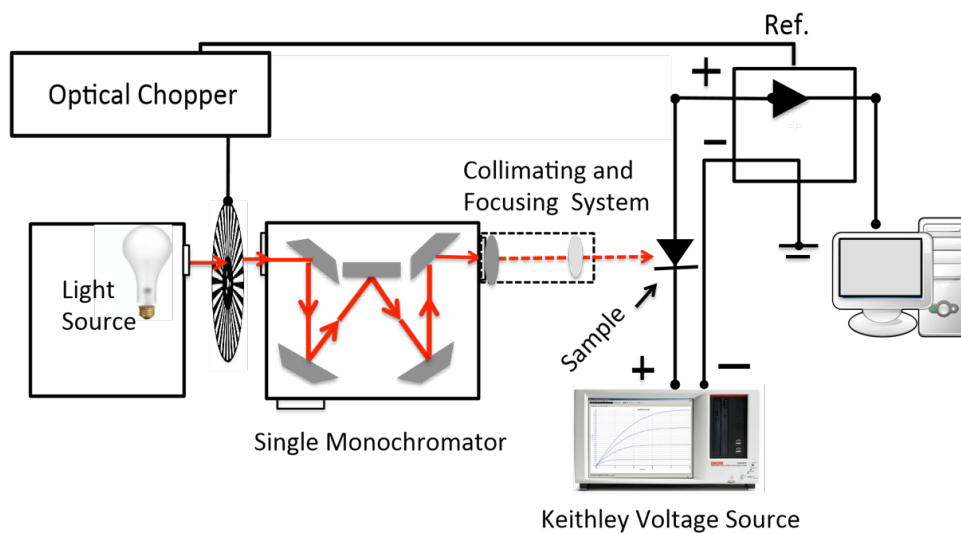 Ref.
+
Optical Chopper
−
Collimating and
Focusing System
Light
Source
Sample
+
−
Single Monochromator
Keithley Voltage Source